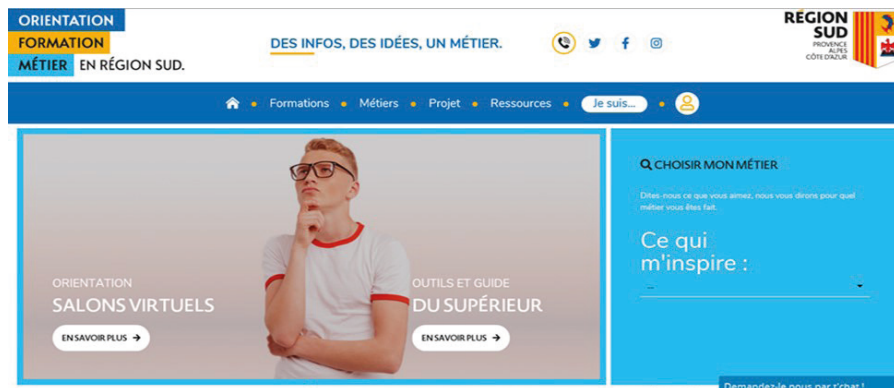 ORIENTATION
FORMATION
MÉTIER EN RÉGION SUD.
DES INFOS, DES IDÉES, UN MÉTIER.
RÉGION
SUD
PROVENCE
ALPES
CÔTE D'AZUR
Formations • Métiers • Projet • Ressources • Je suis... •
ORIENTATION
SALONS VIRTUELS
EN SAVOIR PLUS →
OUTILS ET GUIDE
DU SUPÉRIEUR
EN SAVOIR PLUS →
CHOISIR MON MÉTIER
Dites-nous ce que vous aimez, nous vous dirons pour quel
métier vous êtes fait.
Ce qui
m'inspire :
...
Demandez-le nous par t'chat !